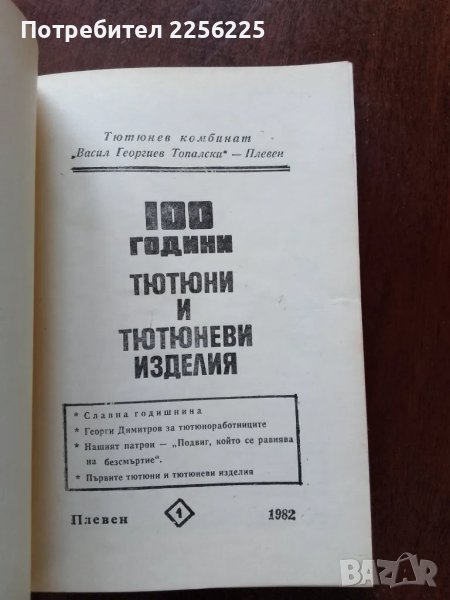 Потребител 2256225
Тютюнев комбинат
„Васил Георгиев Топалски“ — Плевен
100
ГОДИНИ
ТЮТЮНИ
И
ТЮТЮНЕВИ
ИЗДЕЛИЯ
* Славна годишнина
* Георги Димитров за тютюноработниците
* Нашият патрон — „Подвиг, който се равнява
на безсмъртие“.
* Първите тютюни и тютюневи изделия
Плевен 1 1982
BAZAR